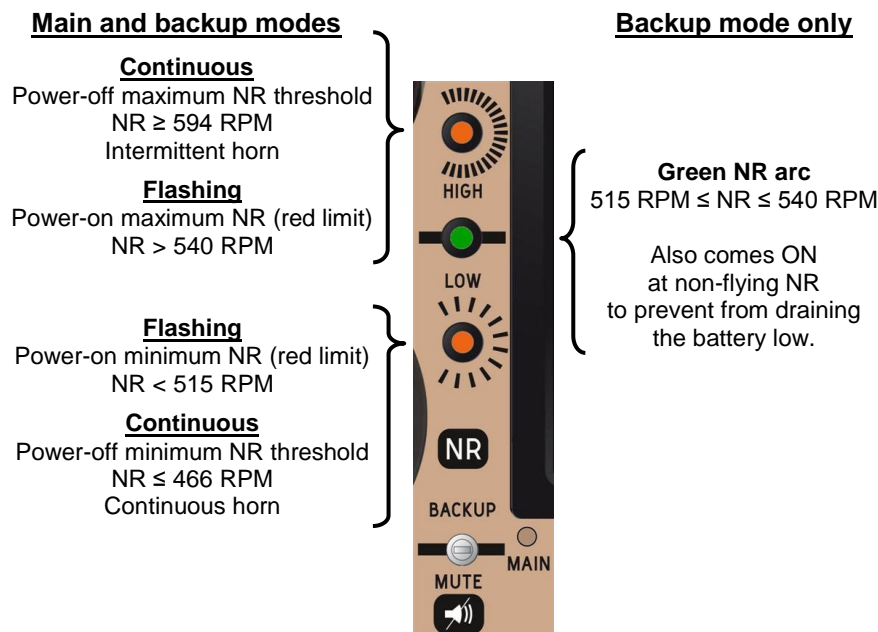 Main and backup modes
Continuous
Power-off maximum NR threshold
NR ≥ 594 RPM
Intermittent horn
Flashing
Power-on maximum NR (red limit)
NR > 540 RPM
Flashing
Power-on minimum NR (red limit)
NR < 515 RPM
Continuous
Power-off minimum NR threshold
NR ≤ 466 RPM
Continuous horn
HIGH
LOW
NR
BACKUP
MAIN
MUTE
Backup mode only
Green NR arc
515 RPM ≤ NR ≤ 540 RPM
Also comes ON
at non-flying NR
to prevent from draining
the battery low.